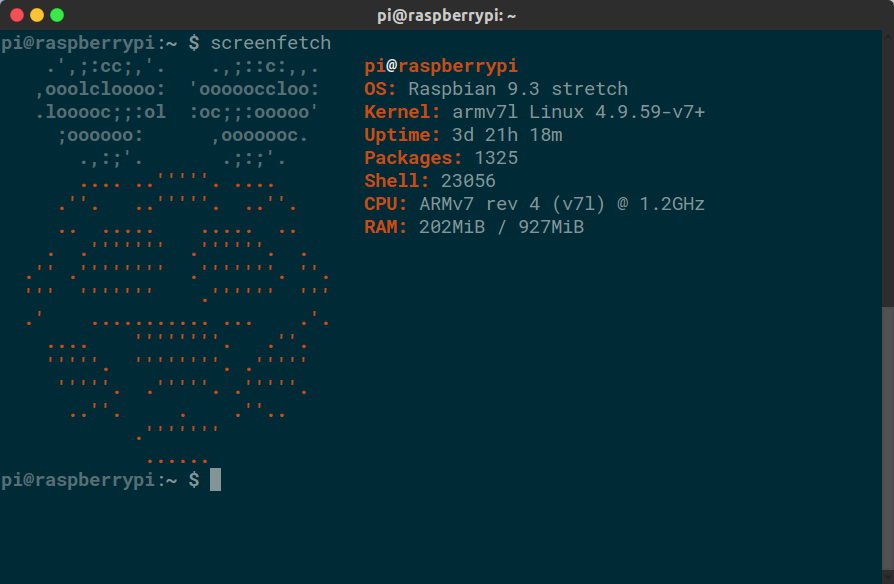 pi@raspberrypi: ~
pi@raspberrypi:~ $ screenfetch
    .',;:cc;,'.    .,;::c:,,.    pi@raspberrypi
   ,ooolcloooo:  'oooooccloo:    OS: Raspbian 9.3 stretch
   .looooc;;:ol  :oc;;:ooooo'    Kernel: armv7l Linux 4.9.59-v7+
     ;oooooo:      ,ooooooc.     Uptime: 3d 21h 18m
       .,:;'.       .;:;'.       Packages: 1325
       .... ..'''''. ....        Shell: 23056
     .''.   ..'''''.  ..''.      CPU: ARMv7 rev 4 (v7l) @ 1.2GHz
     ..  .....    .....  ..      RAM: 202MiB / 927MiB
    .  .'''''''  .''''''.  .
  .'' .''''''''  .'''''''. ''.
  '''  '''''''    .''''''  '''
  .'    ........... ...    .'.
    ....    ''''''''.   .''.
    '''''.  ''''''''. .'''''
     '''''.  .'''''. .'''''.
      ..''.     .    .''..
            .'''''''
             ......
pi@raspberrypi:~ $